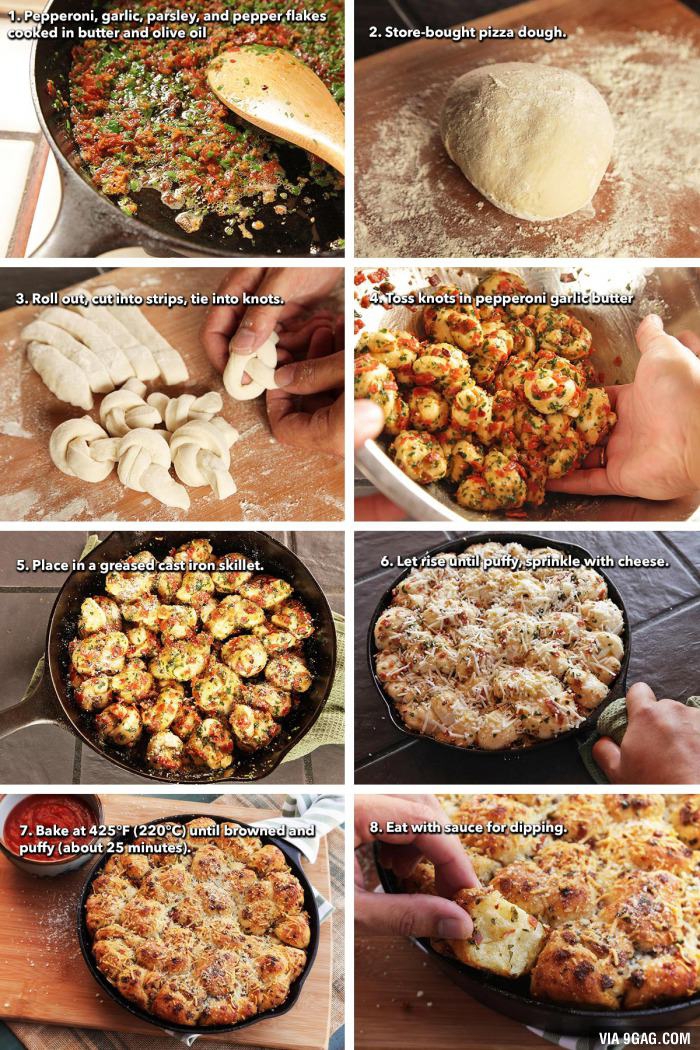 1. Pepperoni, garlic, parsley, and pepper flakes
cooked in butter and olive oil
2. Store-bought pizza dough.
3. Roll out, cut into strips, tie into knots.
4. Toss knots in pepperoni garlic butter
5. Place in a greased cast iron skillet.
6. Let rise until puffy, sprinkle with cheese.
7. Bake at 425°F (220°C) until browned and
puffy (about 25 minutes).
8. Eat with sauce for dipping.
VIA 9GAG.COM